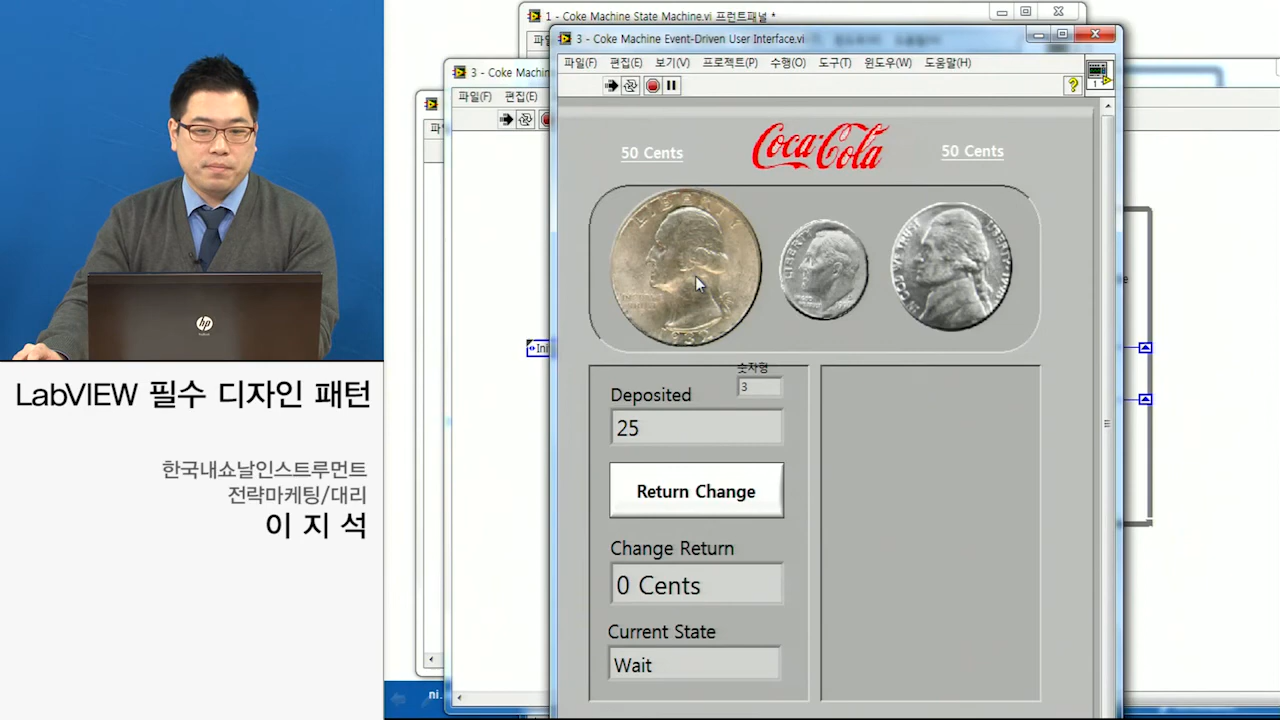 1 - Coke Machine State Machine.vi 프런트패널 *
3 - Coke Machine Event-Driven User Interface.vi
파일(F) 편집(E) 보기(V) 프로젝트(P) 수행(O) 도구(T) 윈도우(W) 도움말(H)
3 - Coke Machin
파일(F) 편집(E)
50 Cents
Coca-Cola
50 Cents
LIBERTY
LIBERTY
숫자형
3
Deposited
25
Return Change
Change Return
0 Cents
Current State
Wait
Ini
ni.
LabVIEW 필수 디자인 패턴
한국내쇼날인스트루먼트
전략마케팅/대리
이 지 석
hp